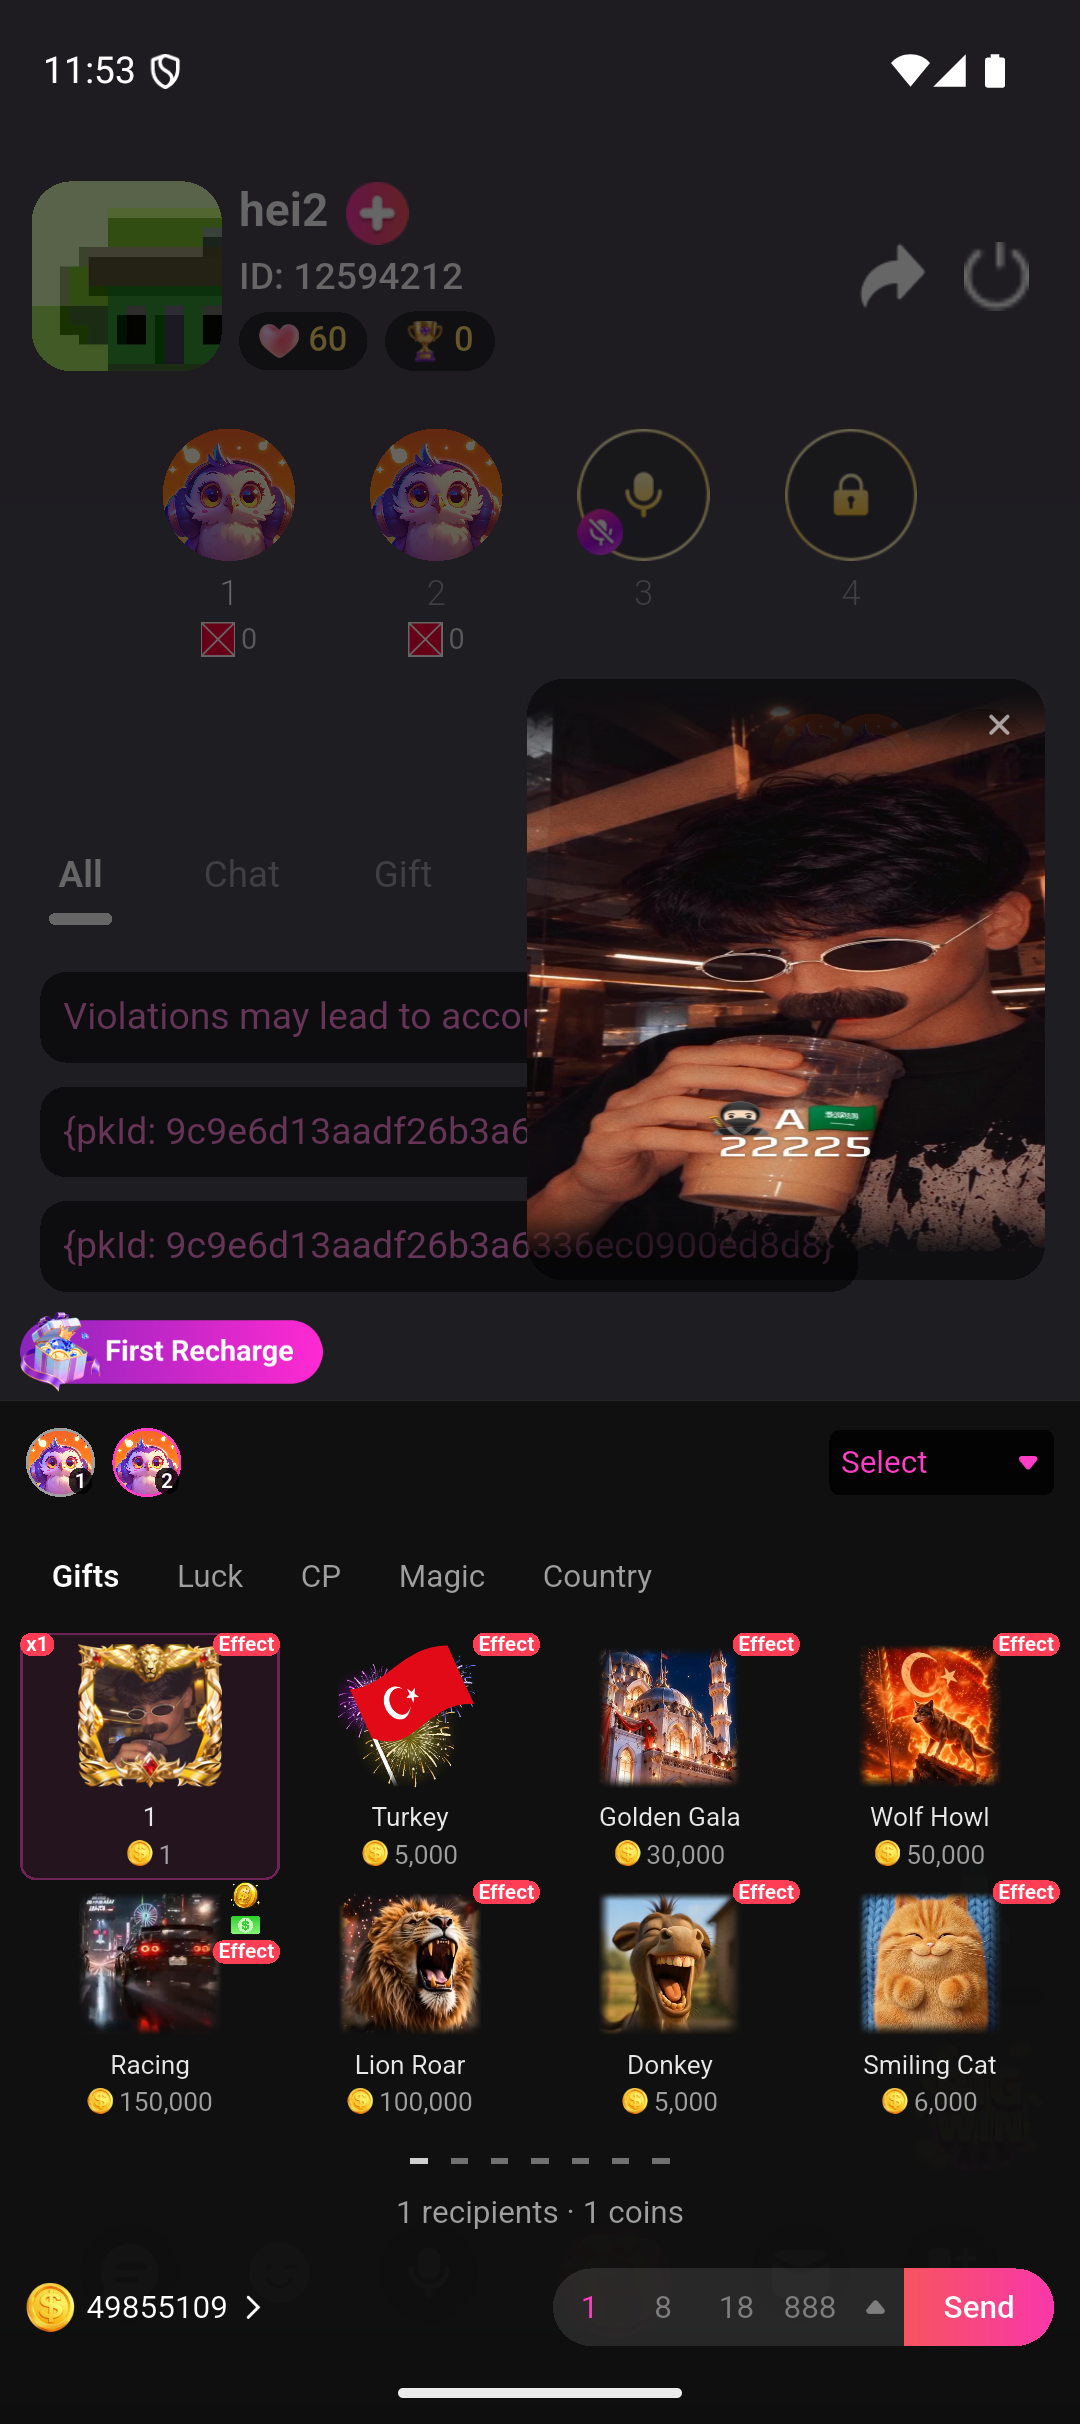 11:53
hei2
ID: 12594212
60
0
1
2
3
4
0
0
All
Chat
Gift
Violations may lead to accou
{pkId: 9c9e6d13aadf26b3a6
{pkId: 9c9e6d13aadf26b3a6336ec0900ed8d8}
A
22225
First Recharge
1
2
Select
Gifts
Luck
CP
Magic
Country
x1
Effect
Effect
Effect
Effect
1
Turkey
Golden Gala
Wolf Howl
1
5,000
30,000
50,000
Effect
Effect
Effect
Effect
Racing
Lion Roar
Donkey
Smiling Cat
150,000
100,000
5,000
6,000
1 recipients · 1 coins
49855109
1
8
18
888
Send